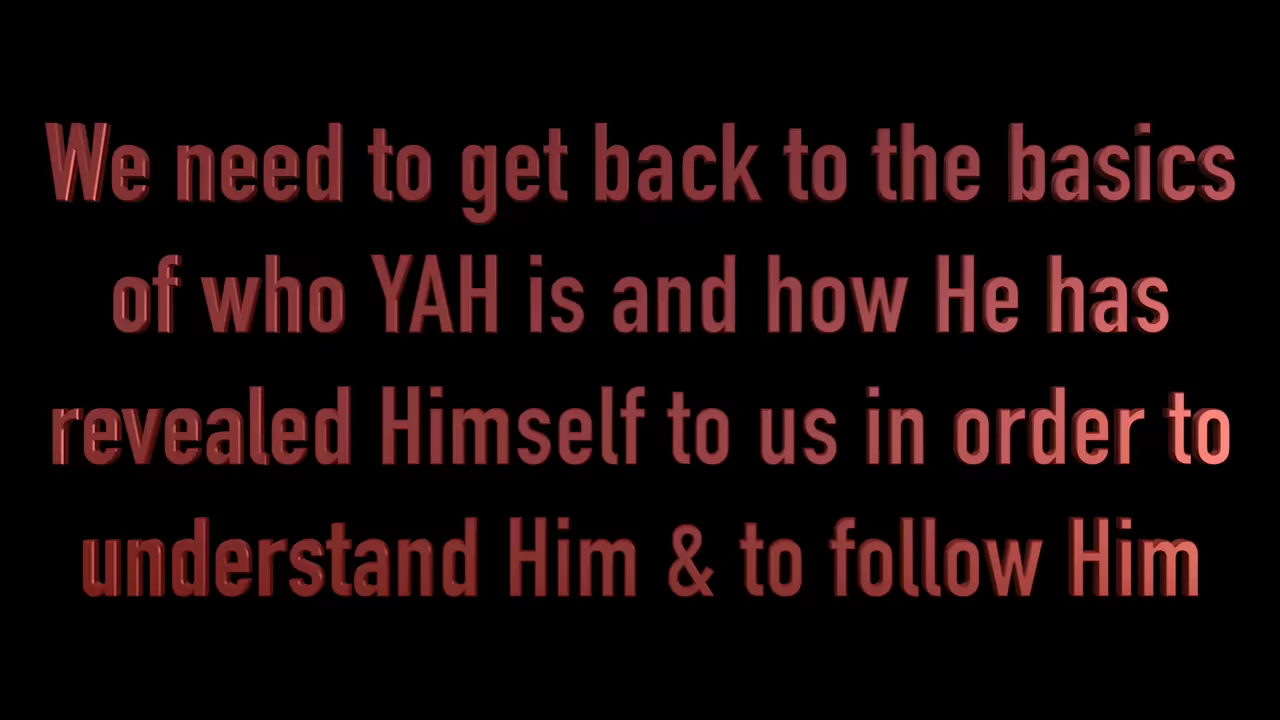 We need to get back to the basics
of who YAH is and how He has
revealed Himself to us in order to
understand Him & to follow Him